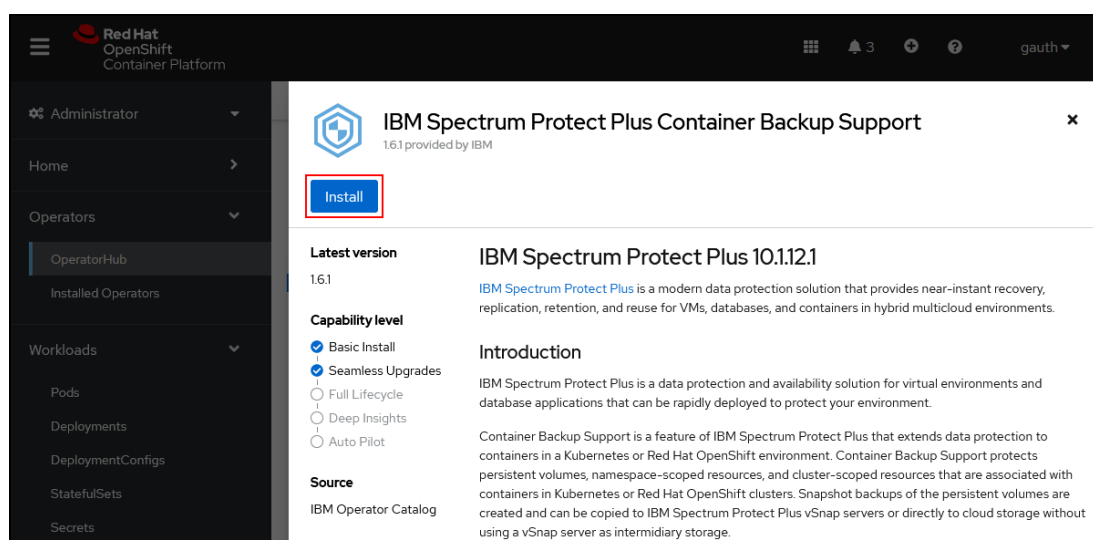 Red Hat
OpenShift
Container Platform
3
gauth
Administrator
Home
Operators
OperatorHub
Installed Operators
Workloads
Pods
Deployments
DeploymentConfigs
StatefulSets
Secrets
IBM Spectrum Protect Plus Container Backup Support
1.6.1 provided by IBM
Install
Latest version
1.6.1
Capability level
Basic Install
Seamless Upgrades
Full Lifecycle
Deep Insights
Auto Pilot
Source
IBM Operator Catalog
IBM Spectrum Protect Plus 10.1.12.1
IBM Spectrum Protect Plus is a modern data protection solution that provides near-instant recovery,
replication, retention, and reuse for VMs, databases, and containers in hybrid multicloud environments.
Introduction
IBM Spectrum Protect Plus is a data protection and availability solution for virtual environments and
database applications that can be rapidly deployed to protect your environment.
Container Backup Support is a feature of IBM Spectrum Protect Plus that extends data protection to
containers in a Kubernetes or Red Hat OpenShift environment. Container Backup Support protects
persistent volumes, namespace-scoped resources, and cluster-scoped resources that are associated with
containers in Kubernetes or Red Hat OpenShift clusters. Snapshot backups of the persistent volumes are
created and can be copied to IBM Spectrum Protect Plus vSnap servers or directly to cloud storage without
using a vSnap server as intermidiary storage.